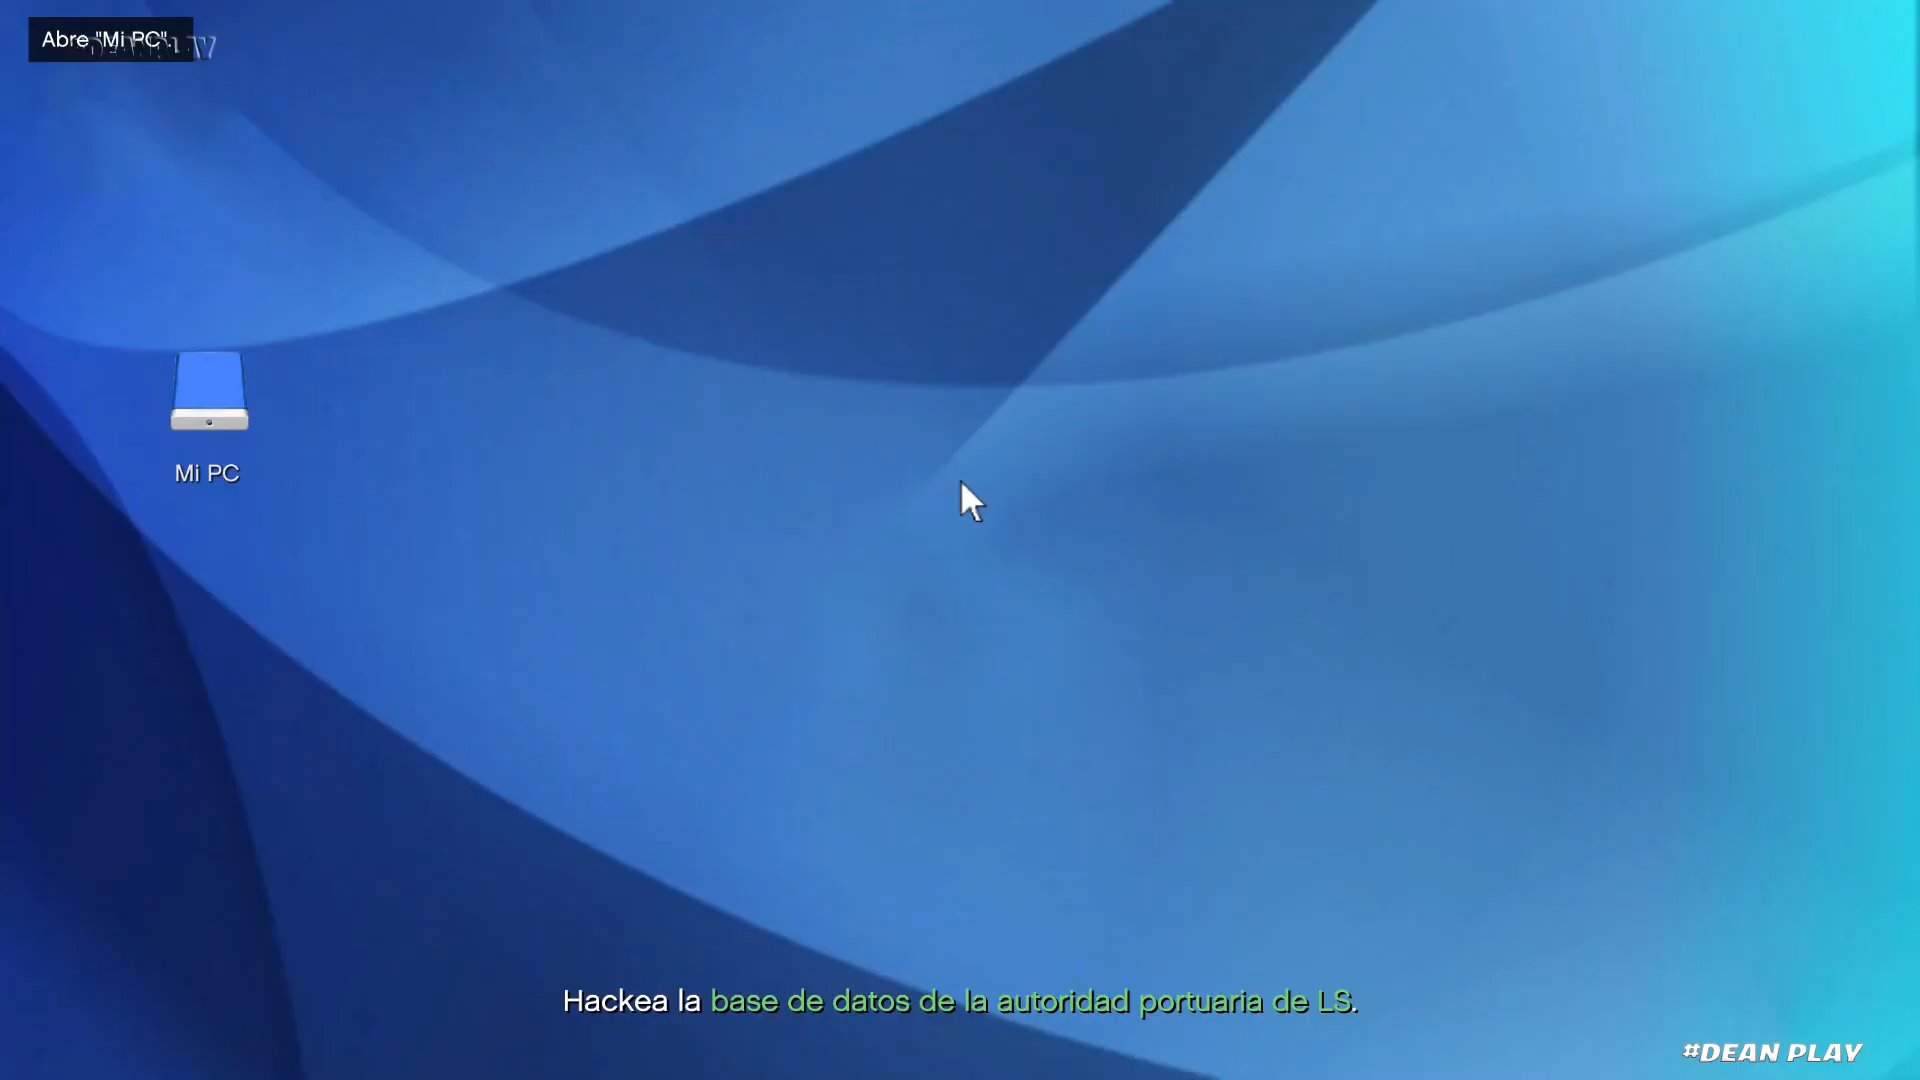 Abre "Mi PC".
Mi PC
Hackea la base de datos de la autoridad portuaria de LS.
#DEAN PLAY